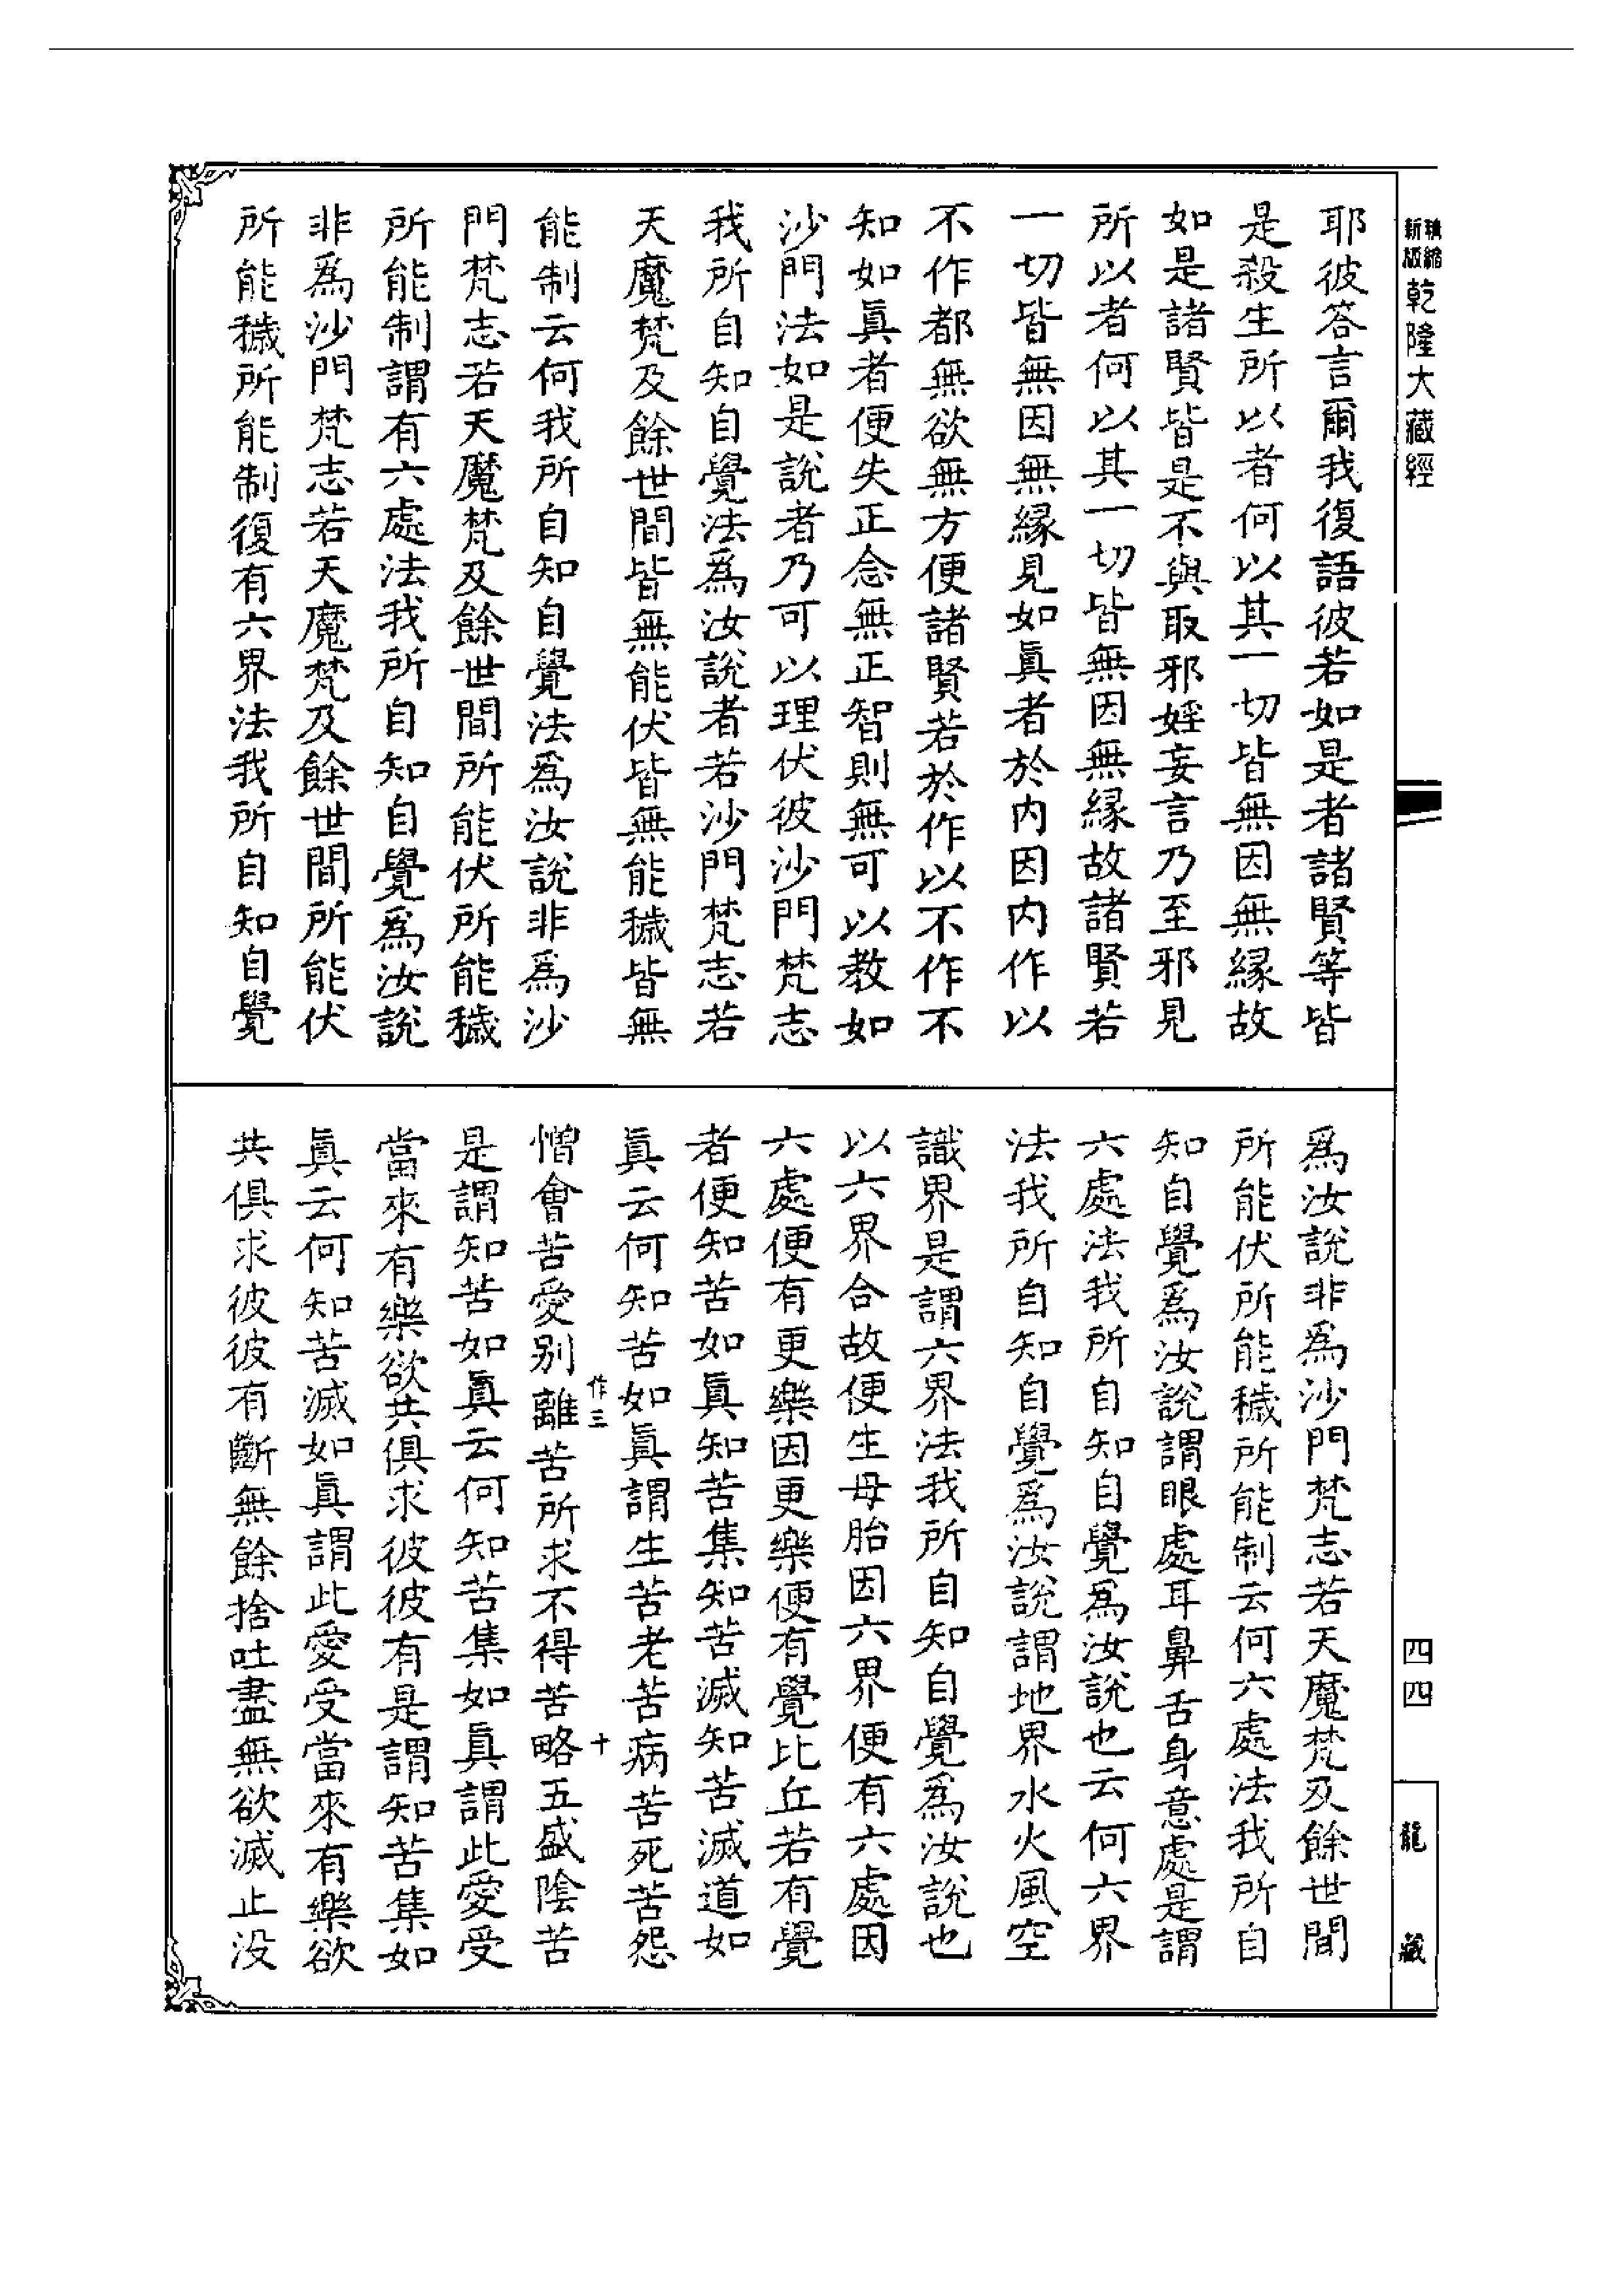 精縮
新版
乾隆大藏經
四四
龍藏
耶彼答言爾我復語彼若如是者諸賢等皆
是殺生所以者何以其一切皆無因無緣故
如是諸賢皆是不與取邪婬妄言乃至邪見
所以者何以其一切皆無因無緣故諸賢若
一切皆無因無緣見如眞者於內因內作以
不作都無欲無方便諸賢若於作以不作不
知如眞者便失正念無正智則無可以教如
沙門法如是說者乃可以理伏彼沙門梵志
我所自知自覺法爲汝說者若沙門梵志若
天魔梵及餘世間皆無能伏皆無能穢皆無
能制云何我所自知自覺法爲汝說非爲沙
門梵志若天魔梵及餘世間所能伏所能穢
所能制謂有六處法我所自知自覺爲汝說
非爲沙門梵志若天魔梵及餘世間所能伏
所能穢所能制復有六界法我所自知自覺
爲汝說非爲沙門梵志若天魔梵及餘世間
所能伏所能穢所能制云何六處法我所自
知自覺爲汝說謂眼處耳鼻舌身意處是謂
六處法我所自知自覺爲汝說也云何六界
法我所自知自覺爲汝說謂地界水火風空
識界是謂六界法我所自知自覺爲汝說也
以六界合故便生母胎因六界便有六處因
六處便有更樂因更樂便有覺比丘若有覺
者便知苦如眞知苦集知苦滅知苦滅道如
眞云何知苦如眞謂生苦老苦病苦死苦怨
作三
十
憎會苦愛別離苦所求不得苦略五盛陰苦
是謂知苦如眞云何知苦集如眞謂此愛受
當來有樂欲共俱求彼彼有是謂知苦集如
眞云何知苦滅如眞謂此愛受當來有樂欲
共俱求彼彼有斷無餘捨吐盡無欲滅止没